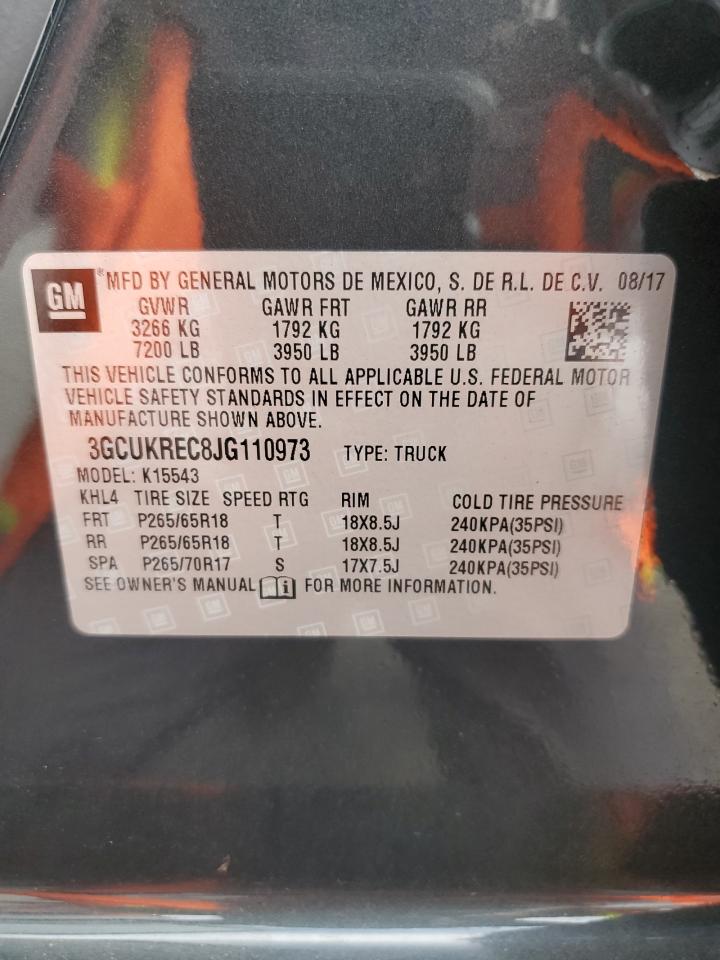 GM ® MFD BY GENERAL MOTORS DE MEXICO, S. DE R.L. DE C.V. 08/17
GVWR GAWR FRT GAWR RR
3266 KG 1792 KG 1792 KG
7200 LB 3950 LB 3950 LB
THIS VEHICLE CONFORMS TO ALL APPLICABLE U.S. FEDERAL MOTOR
VEHICLE SAFETY STANDARDS IN EFFECT ON THE DATE OF
MANUFACTURE SHOWN ABOVE.
3GCUKREC8JG110973 TYPE: TRUCK
MODEL: K15543
KHL4 TIRE SIZE SPEED RTG RIM COLD TIRE PRESSURE
FRT P265/65R18 T 18X8.5J 240KPA(35PSI)
RR P265/65R18 T 18X8.5J 240KPA(35PSI)
SPA P265/70R17 S 17X7.5J 240KPA(35PSI)
SEE OWNER'S MANUAL i FOR MORE INFORMATION.